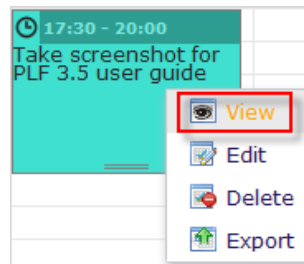 17:30 - 20:00
Take screenshot for
PLF 3.5 user guide
View
Edit
Delete
Export